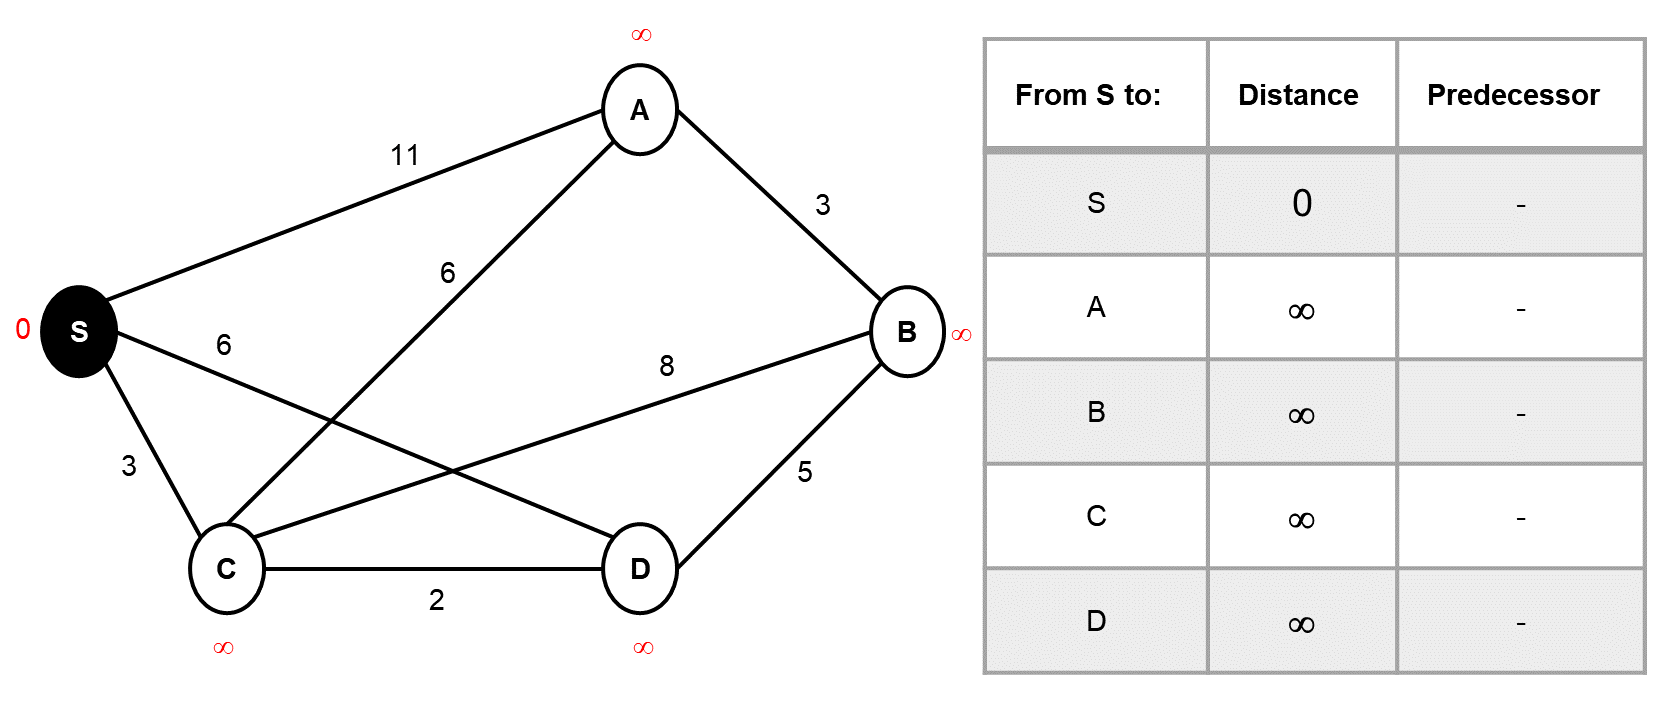 ∞
A
11
3
6
0
S
6
B
∞
8
3
5
C
D
2
∞
∞
From S to: Distance Predecessor
S 0 -
A ∞ -
B ∞ -
C ∞ -
D ∞ -